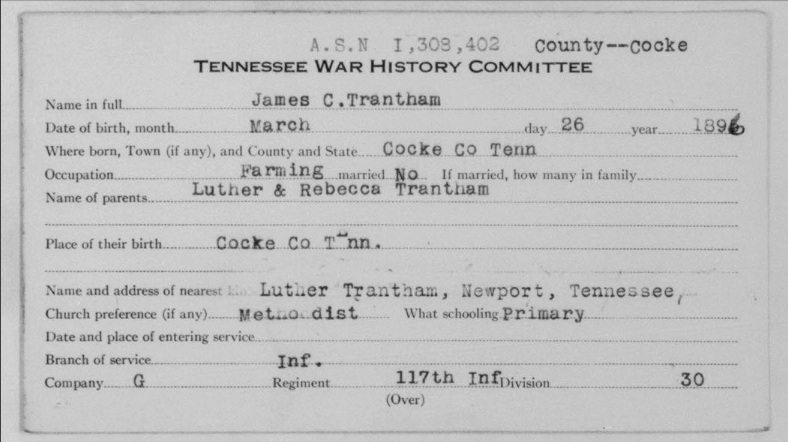 A.S.N 1,308,402 County--Cocke
TENNESSEE WAR HISTORY COMMITTEE
Name in full James C.Trantham
Date of birth, month March day 26 year 1896
Where born, Town (if any), and County and State Cocke Co Tenn
Occupation Farming married No If married, how many in family
Name of parents Luther & Rebecca Trantham
Place of their birth Cocke Co T nn.
Name and address of nearest Luther Trantham, Newport, Tennessee,
Church preference (if any) Methodist What schooling Primary
Date and place of entering service
Branch of service Inf.
Company G Regiment 117th Inf Division 30
(Over)